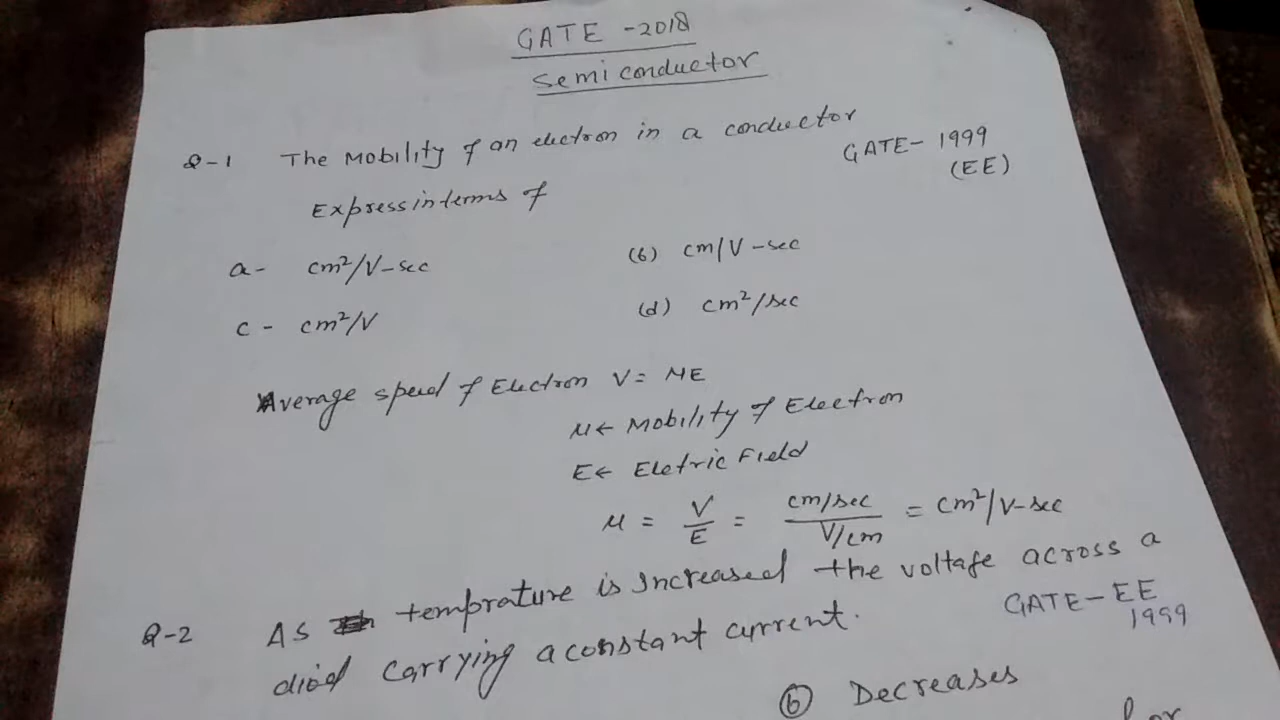 GATE - 2018
Semiconductor
Q-1 The Mobility of an electron in a conductor
GATE- 1999
(EE)
Express in terms of
a- cm²/V-sec (b) cm/V-sec
c- cm²/V (d) cm²/sec
Average speed of Electron V= ME
μ← Mobility of Electron
E← Eletric Field
μ = V/E = cm/sec / V/cm = cm²/V-sec
Q-2 As temprature is Increased the voltage across a
diod carrying a constant current.
GATE-EE
1999
(b) Decreases